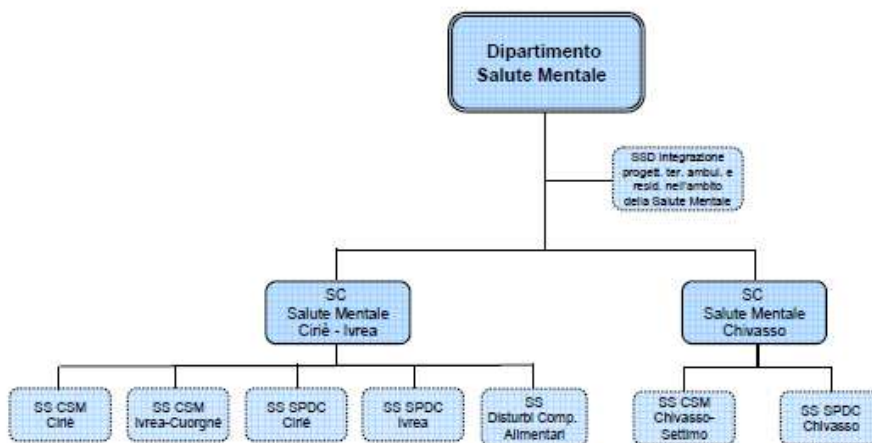 Dipartimento
Salute Mentale
SSD Integrazione
progett. ter. ambul. e
resid. nell'ambito
della Salute Mentale
SC
Salute Mentale
Ciriè - Ivrea
SC
Salute Mentale
Chivasso
SS CSM
Ciriè
SS CSM
Ivrea-Cuorgnè
SS SPDC
Ciriè
SS SPDC
Ivrea
SS
Disturbi Comp.
Alimentari
SS CSM
Chivasso-
Settimo
SS SPDC
Chivasso